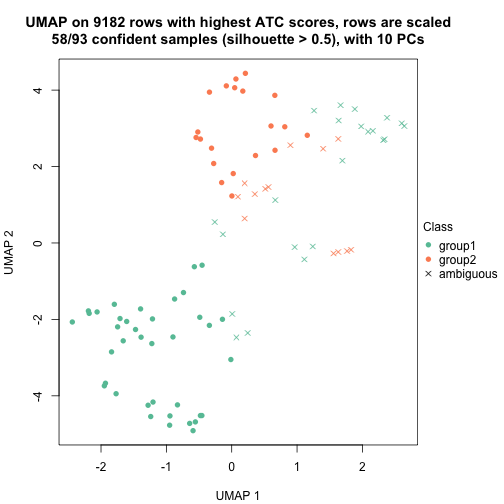 UMAP on 9182 rows with highest ATC scores, rows are scaled
58/93 confident samples (silhouette > 0.5), with 10 PCs
4
2
0
-2
-4
UMAP 2
-2
-1
0
1
2
UMAP 1
Class
group1
group2
ambiguous